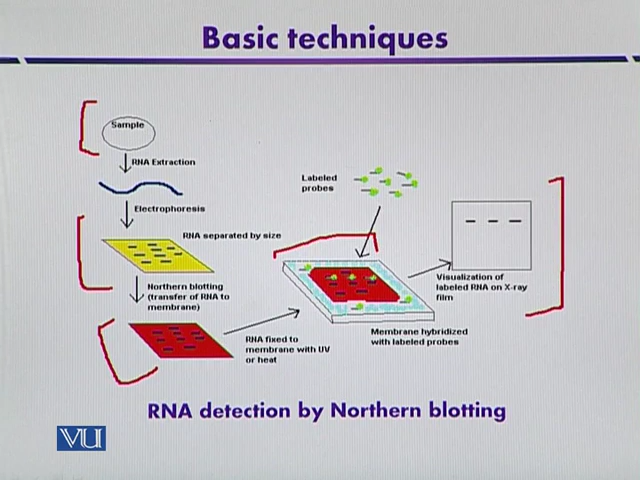 Basic techniques
Sample
RNA Extraction
Electrophoresis
RNA separated by size
Northern blotting
(transfer of RNA to
membrane)
RNA fixed to
membrane with UV
or heat
Labeled
probes
Membrane hybridized
with labeled probes
Visualization of
labeled RNA on X-ray
film
RNA detection by Northern blotting
VU